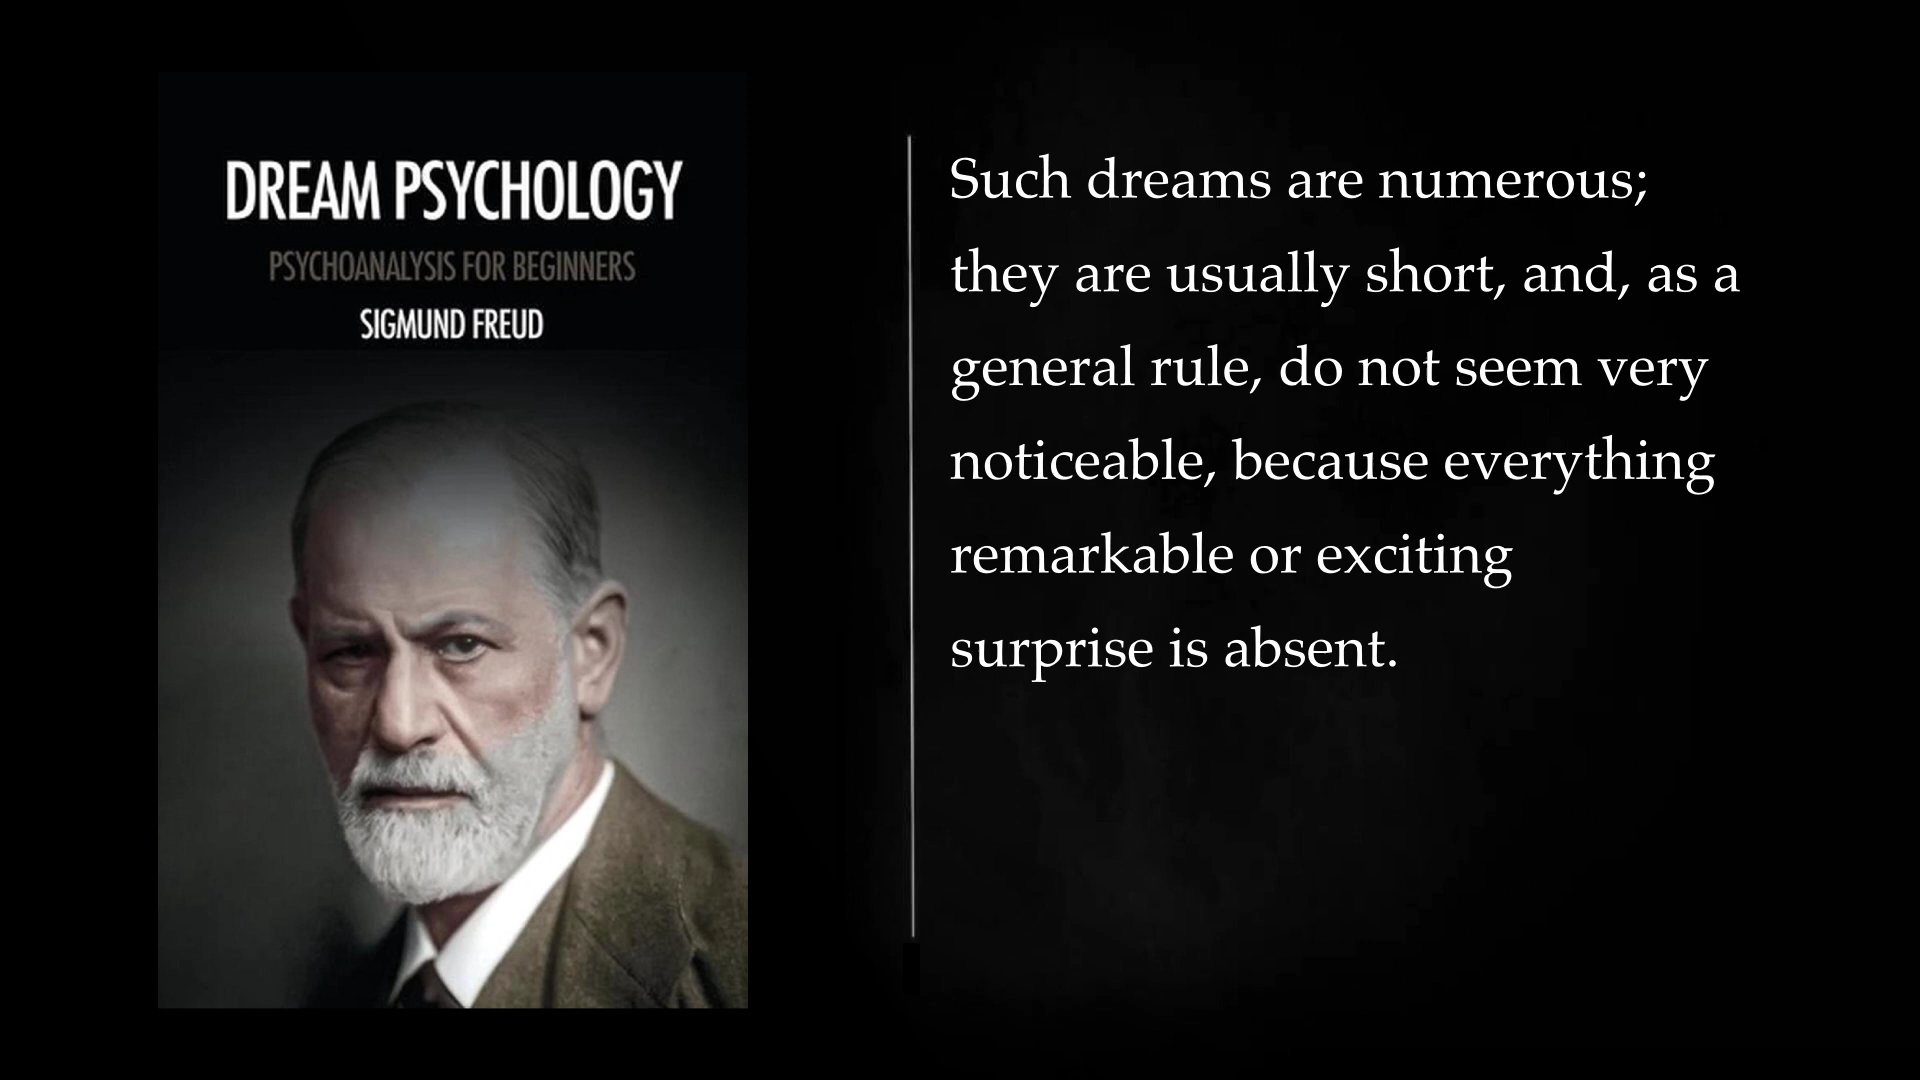 DREAM PSYCHOLOGY
PSYCHOANALYSIS FOR BEGINNERS
SIGMUND FREUD
Such dreams are numerous;
they are usually short, and, as a
general rule, do not seem very
noticeable, because everything
remarkable or exciting
surprise is absent.